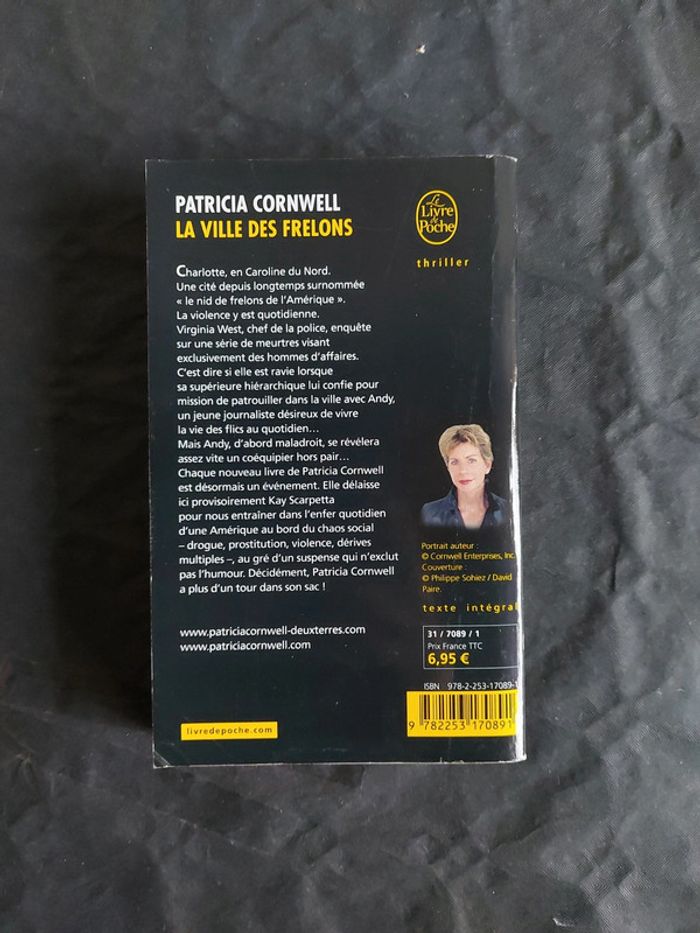 PATRICIA CORNWELL
LA VILLE DES FRELONS
Le
Livre
de
Poche
thriller
Charlotte, en Caroline du Nord.
Une cité depuis longtemps surnommée
« le nid de frelons de l'Amérique ».
La violence y est quotidienne.
Virginia West, chef de la police, enquête
sur une série de meurtres visant
exclusivement des hommes d'affaires.
C'est dire si elle est ravie lorsque
sa supérieure hiérarchique lui confie pour
mission de patrouiller dans la ville avec Andy,
un jeune journaliste désireux de vivre
la vie des flics au quotidien...
Mais Andy, d'abord maladroit, se révélera
assez vite un coéquipier hors pair...
Chaque nouveau livre de Patricia Cornwell
est désormais un événement. Elle délaisse
ici provisoirement Kay Scarpetta
pour nous entraîner dans l'enfer quotidien
d'une Amérique au bord du chaos social
– drogue, prostitution, violence, dérives
multiples –, au gré d'un suspense qui n'exclut
pas l'humour. Décidément, Patricia Cornwell
a plus d'un tour dans son sac !
www.patriciacornwell-deuxterres.com
www.patriciacornwell.com
livredepoche.com
Portrait auteur :
© Cornwell Enterprises, Inc.
Couverture :
© Philippe Sohiez / David
Paire.
texte intégral
31 / 7089 / 1
Prix France TTC
6,95 €
ISBN 978-2-253-17089-1
9 782253 170891